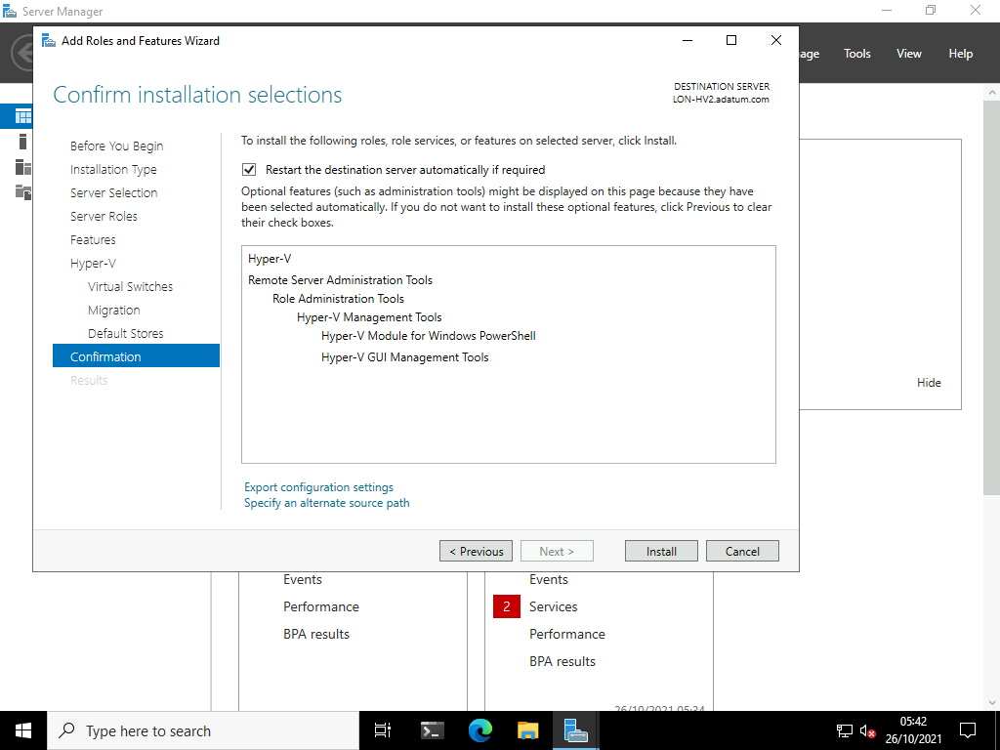 Server Manager
Add Roles and Features Wizard
age Tools View Help
Confirm installation selections
DESTINATION SERVER
LON-HV2.adatum.com
Before You Begin
Installation Type
Server Selection
Server Roles
Features
Hyper-V
Virtual Switches
Migration
Default Stores
Confirmation
Results
To install the following roles, role services, or features on selected server, click Install.
Restart the destination server automatically if required
Optional features (such as administration tools) might be displayed on this page because they have
been selected automatically. If you do not want to install these optional features, click Previous to clear
their check boxes.
Hyper-V
Remote Server Administration Tools
Role Administration Tools
Hyper-V Management Tools
Hyper-V Module for Windows PowerShell
Hyper-V GUI Management Tools
Hide
Export configuration settings
Specify an alternate source path
< Previous Next > Install Cancel
Events
Performance
BPA results
Events
2 Services
Performance
BPA results
26/10/2021 05:34
Type here to search
05:42
26/10/2021